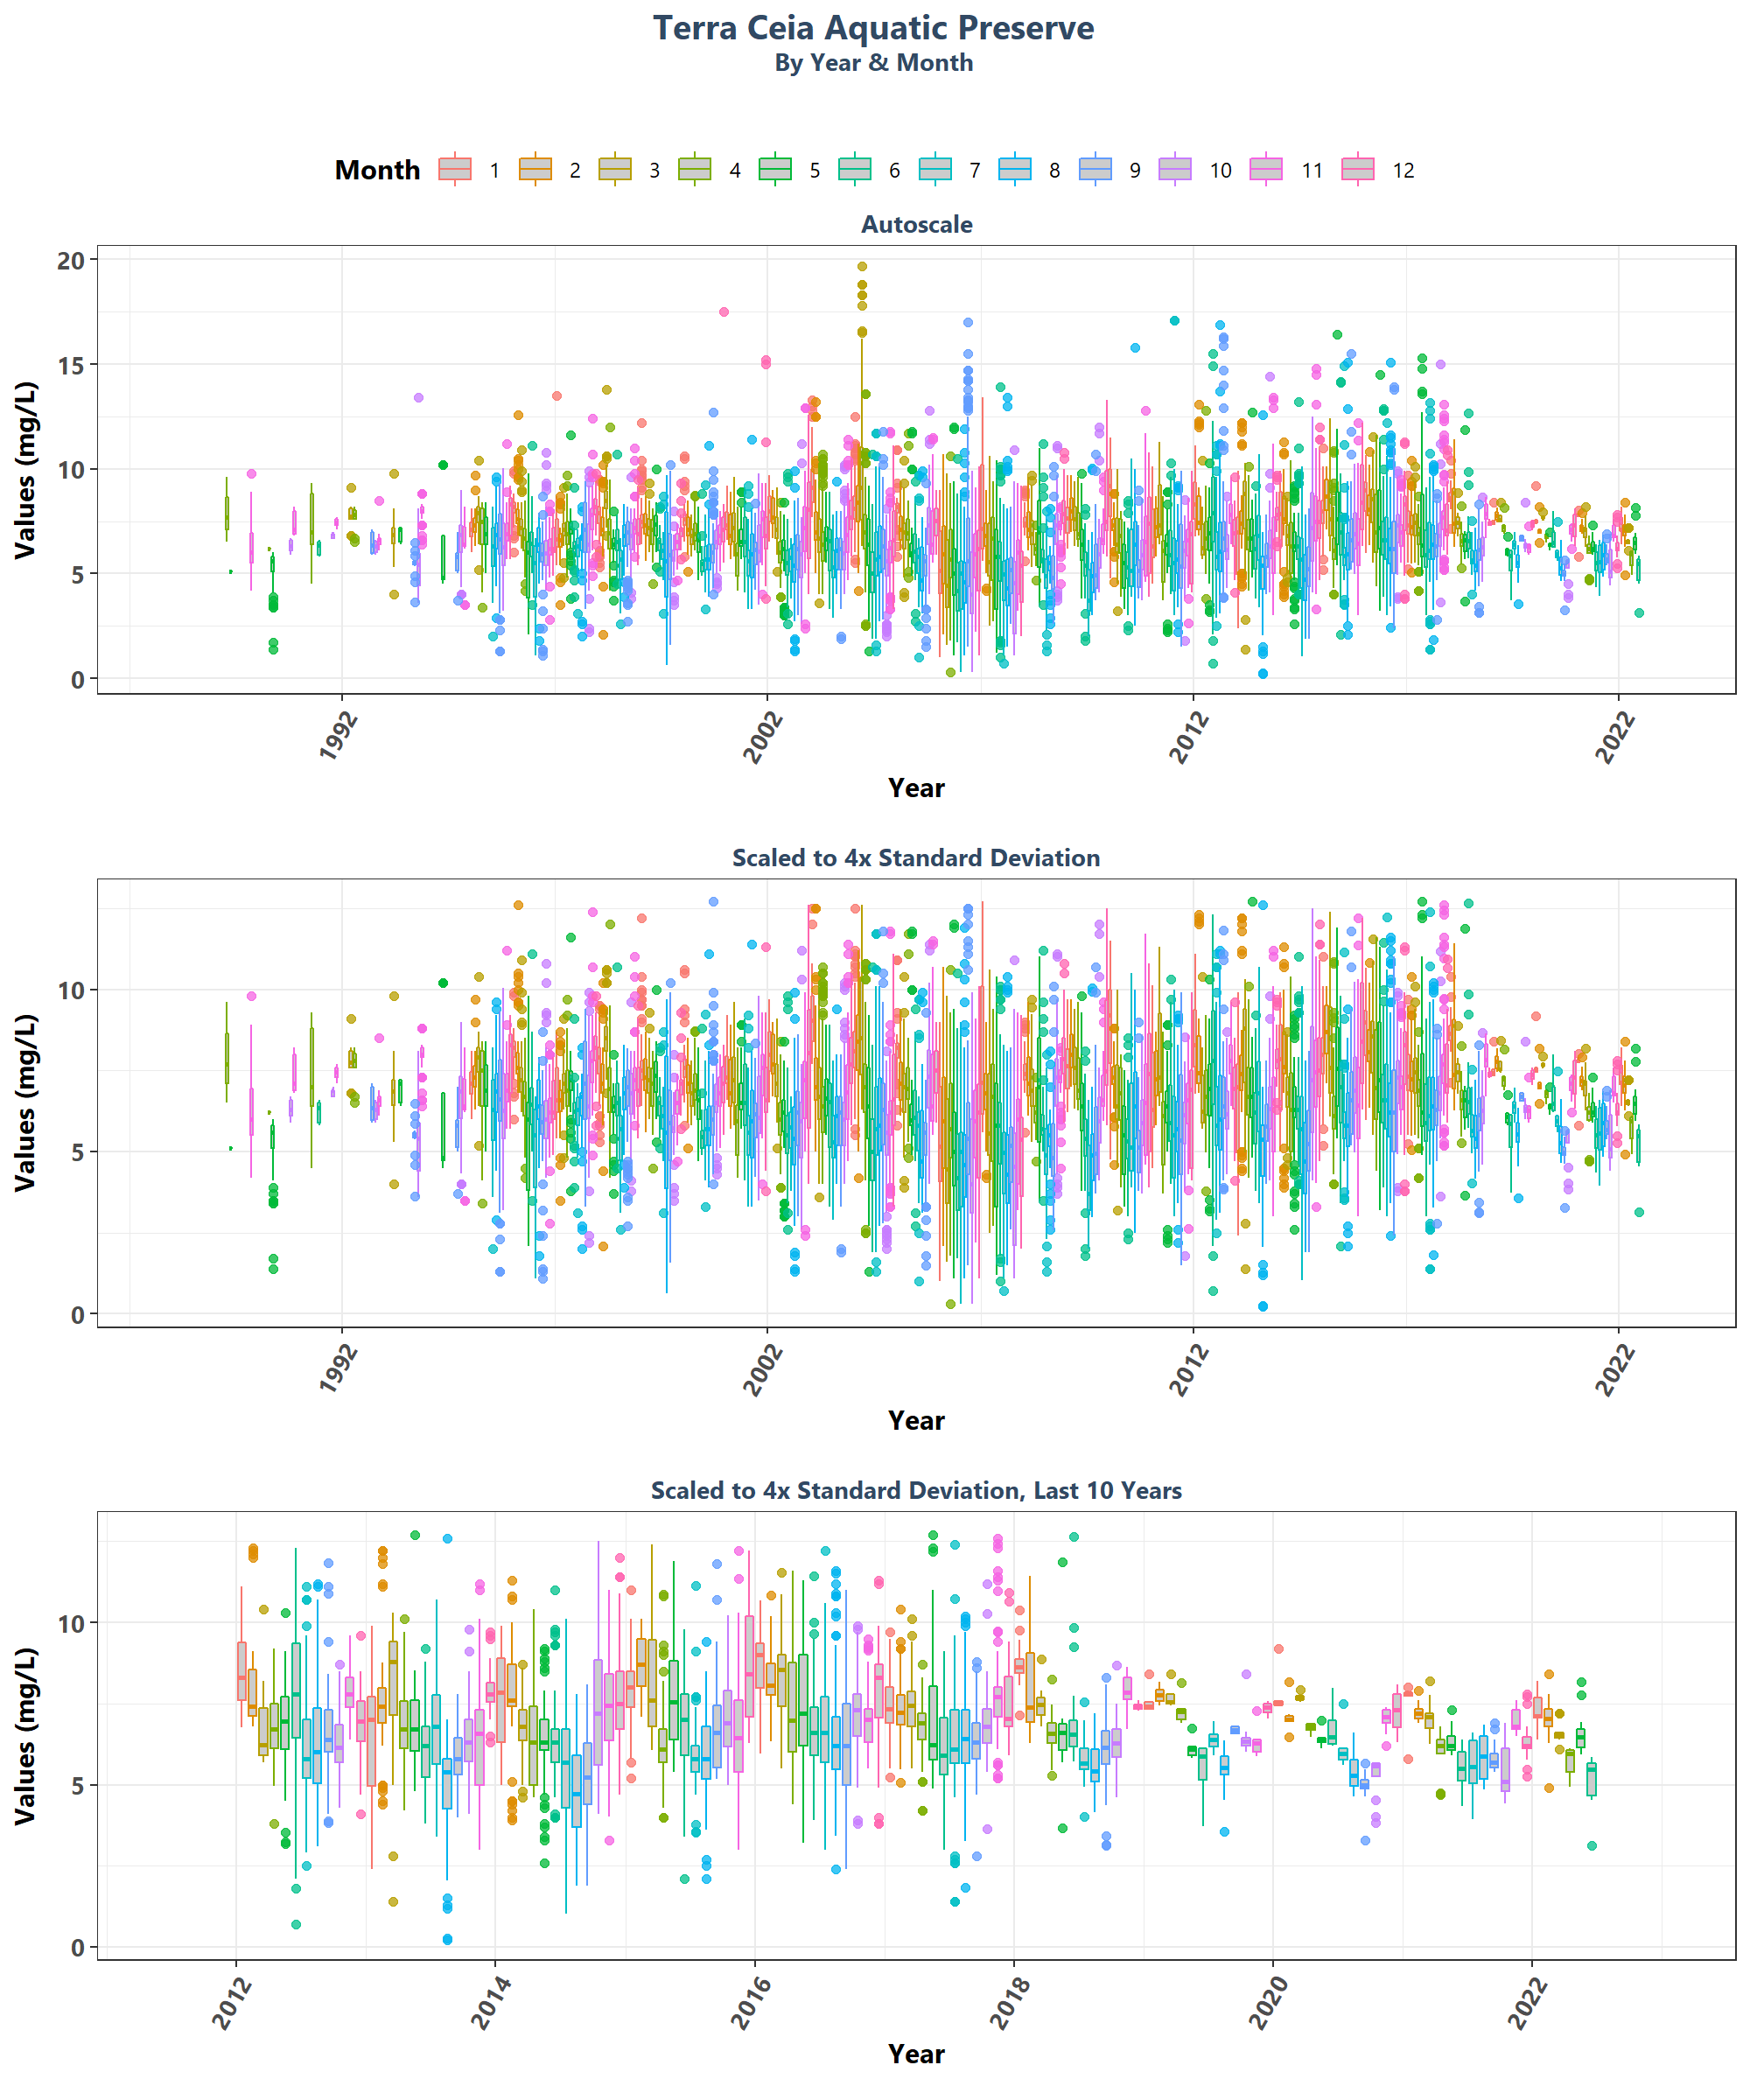 Terra Ceia Aquatic Preserve
By Year & Month
Month 1 2 3 4 5 6 7 8 9 10 11 12
Autoscale
Values (mg/L)
20
15
10
5
0
1992 2002 2012 2022
Year
Scaled to 4x Standard Deviation
Values (mg/L)
10
5
0
1992 2002 2012 2022
Year
Scaled to 4x Standard Deviation, Last 10 Years
Values (mg/L)
10
5
0
2012 2014 2016 2018 2020 2022
Year